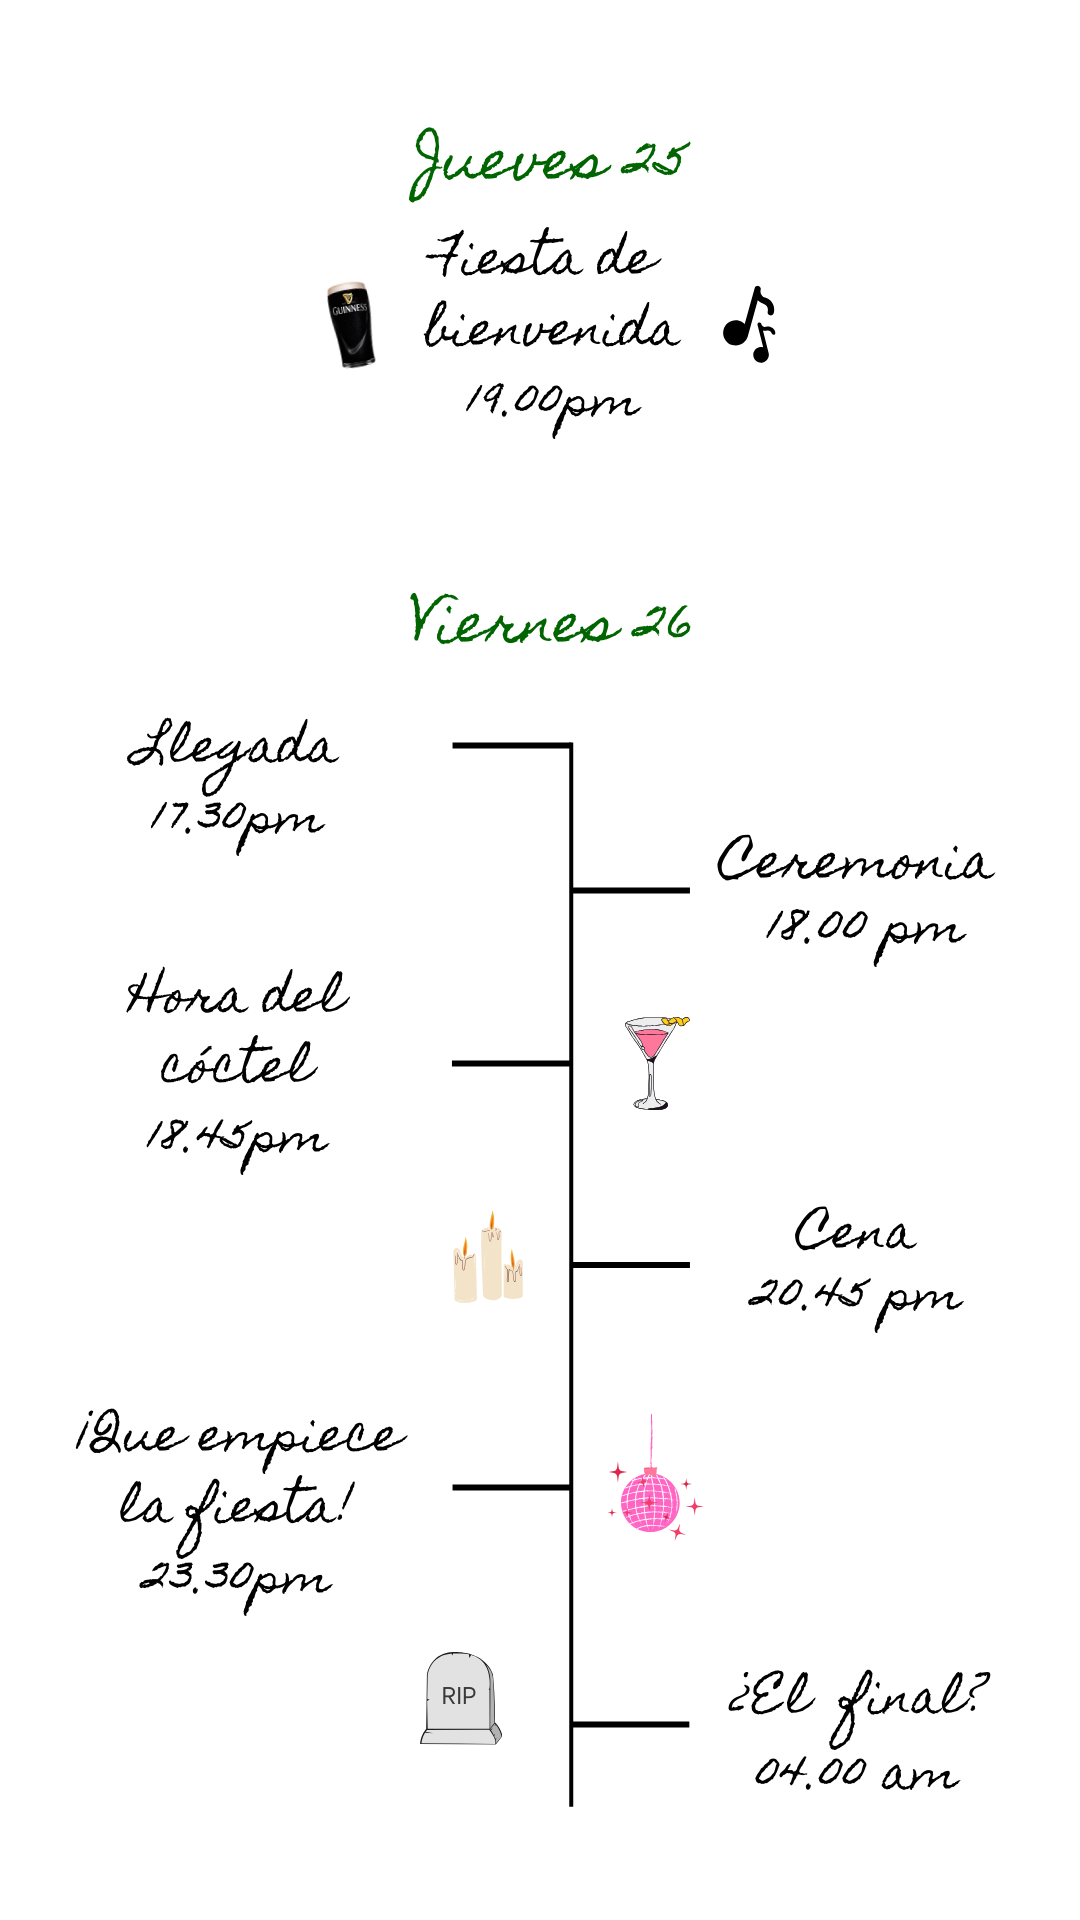 Jueves 25
Fiesta de
bienvenida
19.00pm
GUINNESS
Viernes 26
Llegada
17.30pm
Ceremonia
18.00 pm
Hora del
cóctel
18.45pm
Cena
20.45 pm
¡Que empiece
la fiesta!
23.30pm
RIP
¿El final?
04.00 am